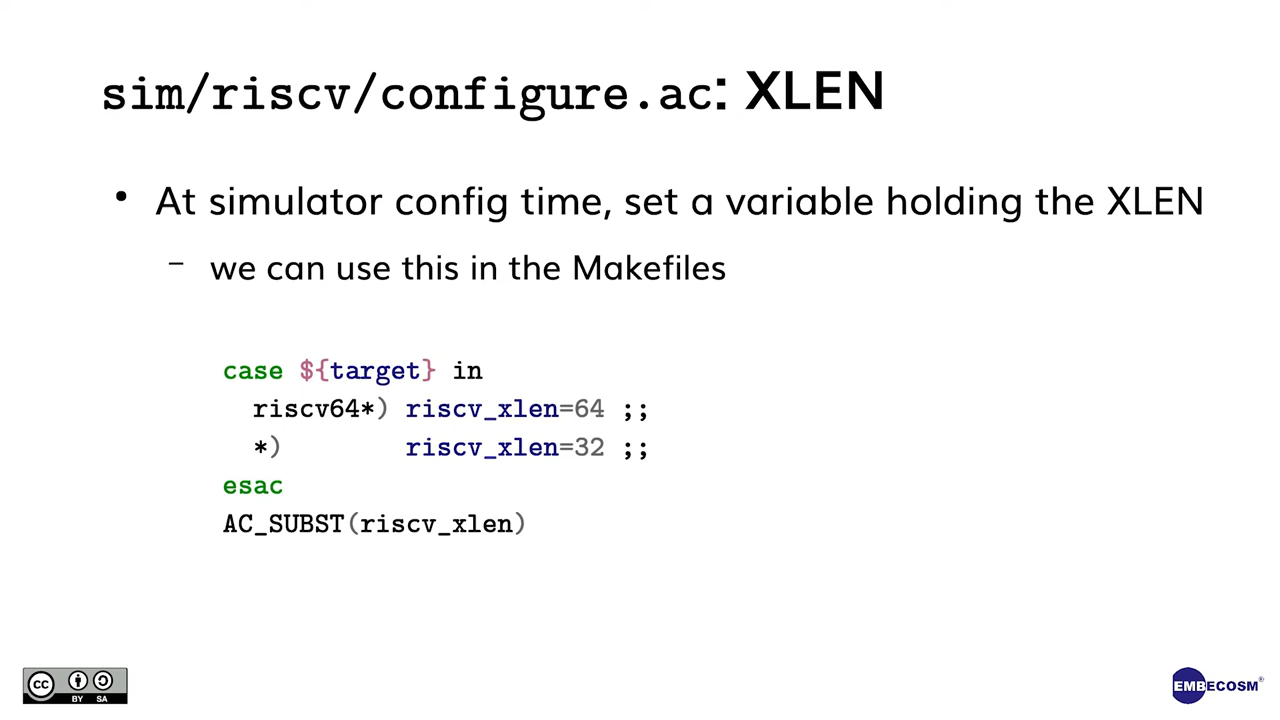 sim/riscv/configure.ac: XLEN
• At simulator config time, set a variable holding the XLEN
– we can use this in the Makefiles
case ${target} in
  riscv64*) riscv_xlen=64 ;;
  *)        riscv_xlen=32 ;;
esac
AC_SUBST(riscv_xlen)
cc BY SA
EMBECOSM®